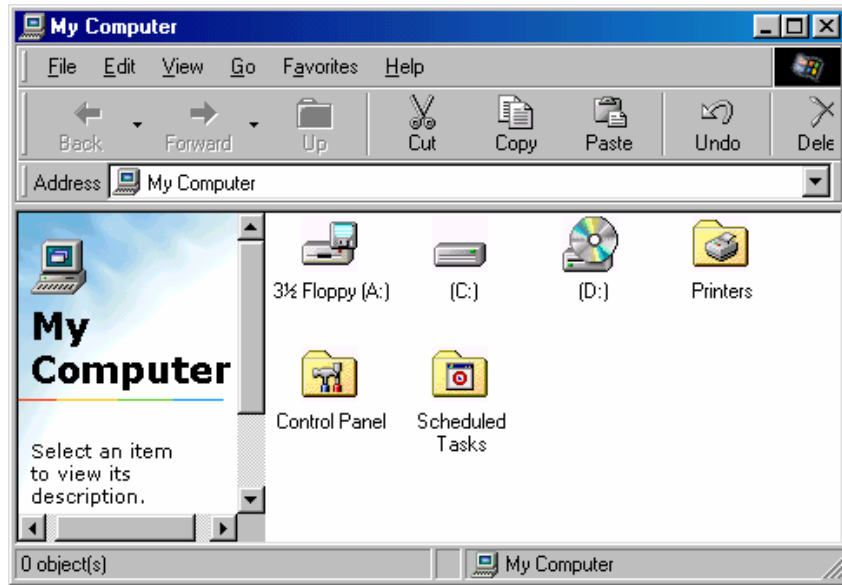 My Computer
File Edit View Go Favorites Help
Back Forward Up Cut Copy Paste Undo Dele
Address My Computer
3½ Floppy (A:) (C:) (D:) Printers
My
Computer
Control Panel Scheduled
Tasks
Select an item
to view its
description.
0 object(s) My Computer